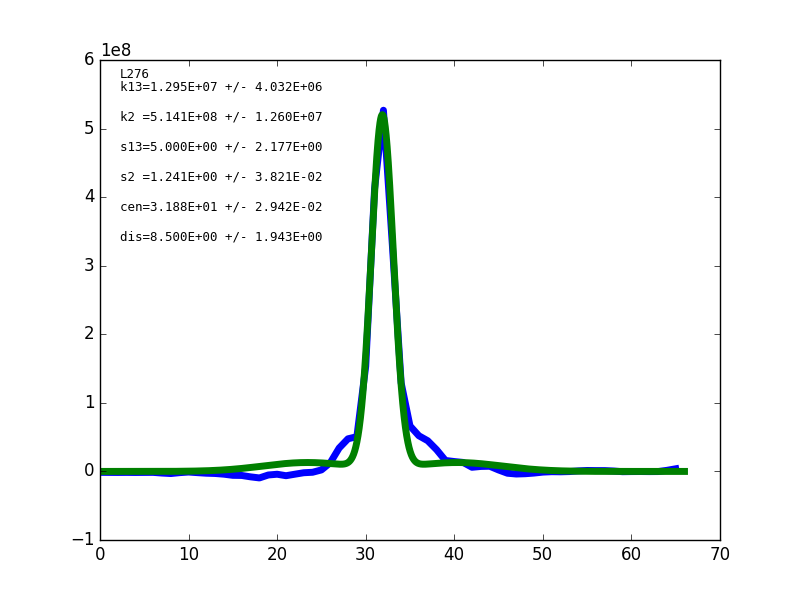 1e8
6
L276
k13=1.295E+07 +/- 4.032E+06
k2 =5.141E+08 +/- 1.260E+07
5
s13=5.000E+00 +/- 2.177E+00
s2 =1.241E+00 +/- 3.821E-02
4
cen=3.188E+01 +/- 2.942E-02
dis=8.500E+00 +/- 1.943E+00
3
2
1
0
−1
0 10 20 30 40 50 60 70